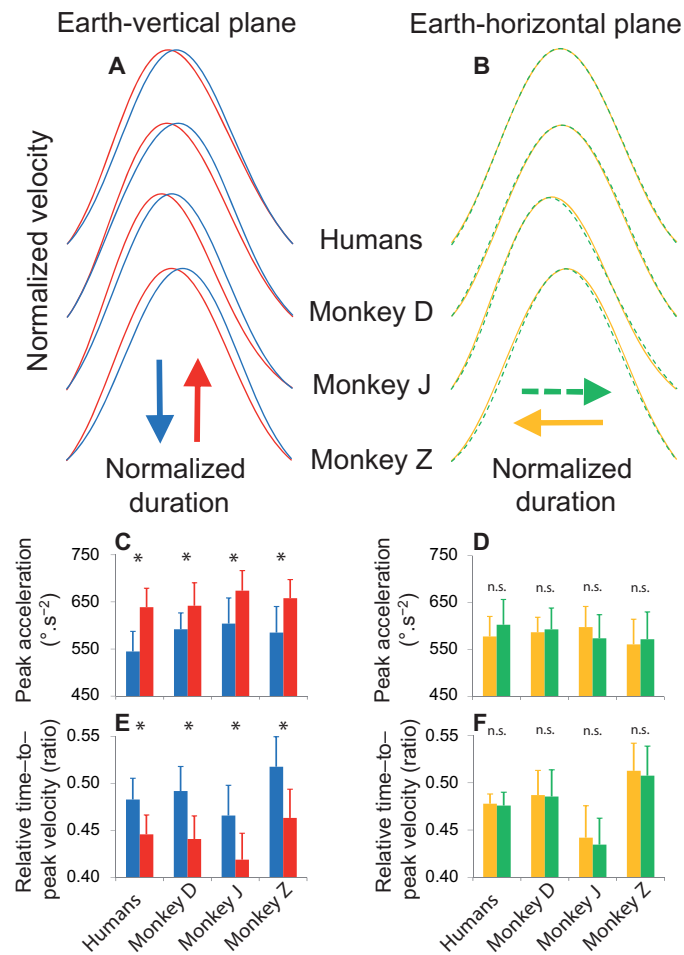 Earth-vertical plane
Earth-horizontal plane
A
B
Normalized velocity
Humans
Monkey D
Monkey J
Monkey Z
Normalized
duration
Normalized
duration
C
D
Peak acceleration
(°.s−2)
750
650
550
450
* * * *
Peak acceleration
(°.s−2)
750
650
550
450
n.s. n.s. n.s. n.s.
E
F
Relative time–to–
peak velocity (ratio)
0.55
0.50
0.45
0.40
* * * *
Relative time–to–
peak velocity (ratio)
0.55
0.50
0.45
0.40
n.s. n.s. n.s. n.s.
Humans
Monkey D
Monkey J
Monkey Z
Humans
Monkey D
Monkey J
Monkey Z